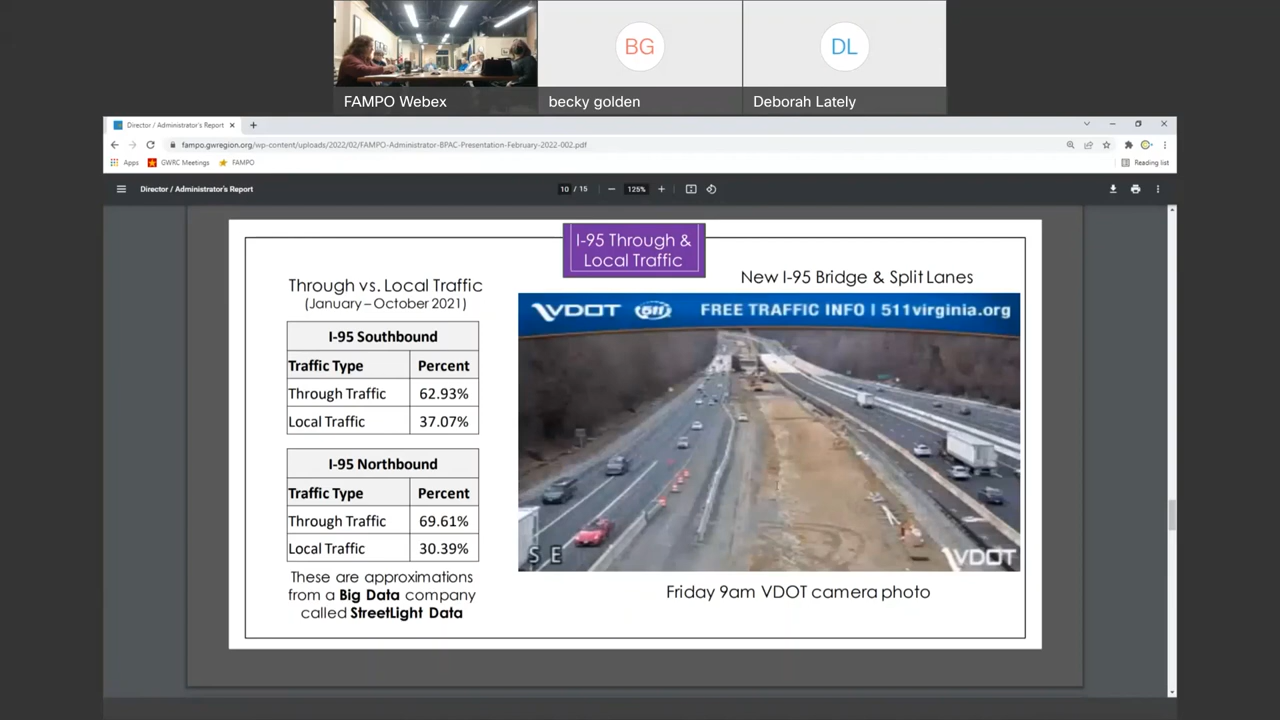 BG
DL
FAMPO Webex
becky golden
Deborah Lately
Director / Administrator's Report
fampo.gwregion.org/wp-content/uploads/2022/02/FAMPO-Administrator-BPAC-Presentation-February-2022-002.pdf
Apps
GWRC Meetings
FAMPO
Reading list
Director / Administrator's Report
10 / 15
125%
I-95 Through &
Local Traffic
Through vs. Local Traffic
(January – October 2021)
I-95 Southbound
Traffic Type Percent
Through Traffic 62.93%
Local Traffic 37.07%
I-95 Northbound
Traffic Type Percent
Through Traffic 69.61%
Local Traffic 30.39%
These are approximations
from a Big Data company
called StreetLight Data
New I-95 Bridge & Split Lanes
VDOT 511 FREE TRAFFIC INFO | 511virginia.org
S E
VDOT
Friday 9am VDOT camera photo